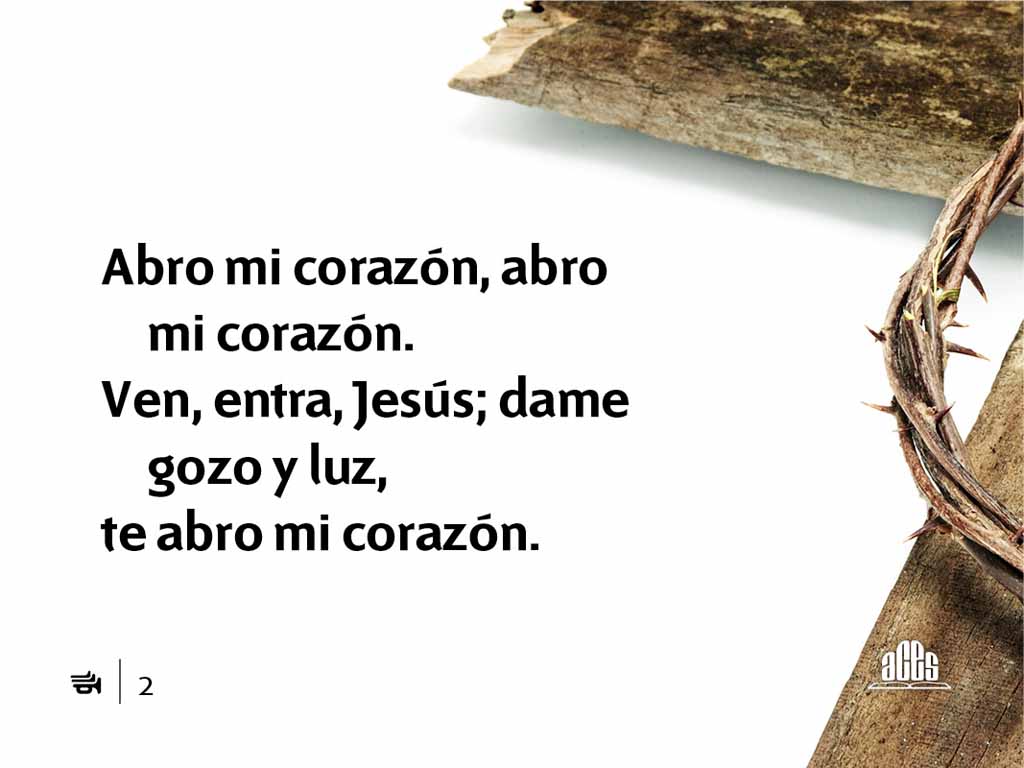 Abro mi corazón, abro
mi corazón.
Ven, entra, Jesús; dame
gozo y luz,
te abro mi corazón.
2
aces